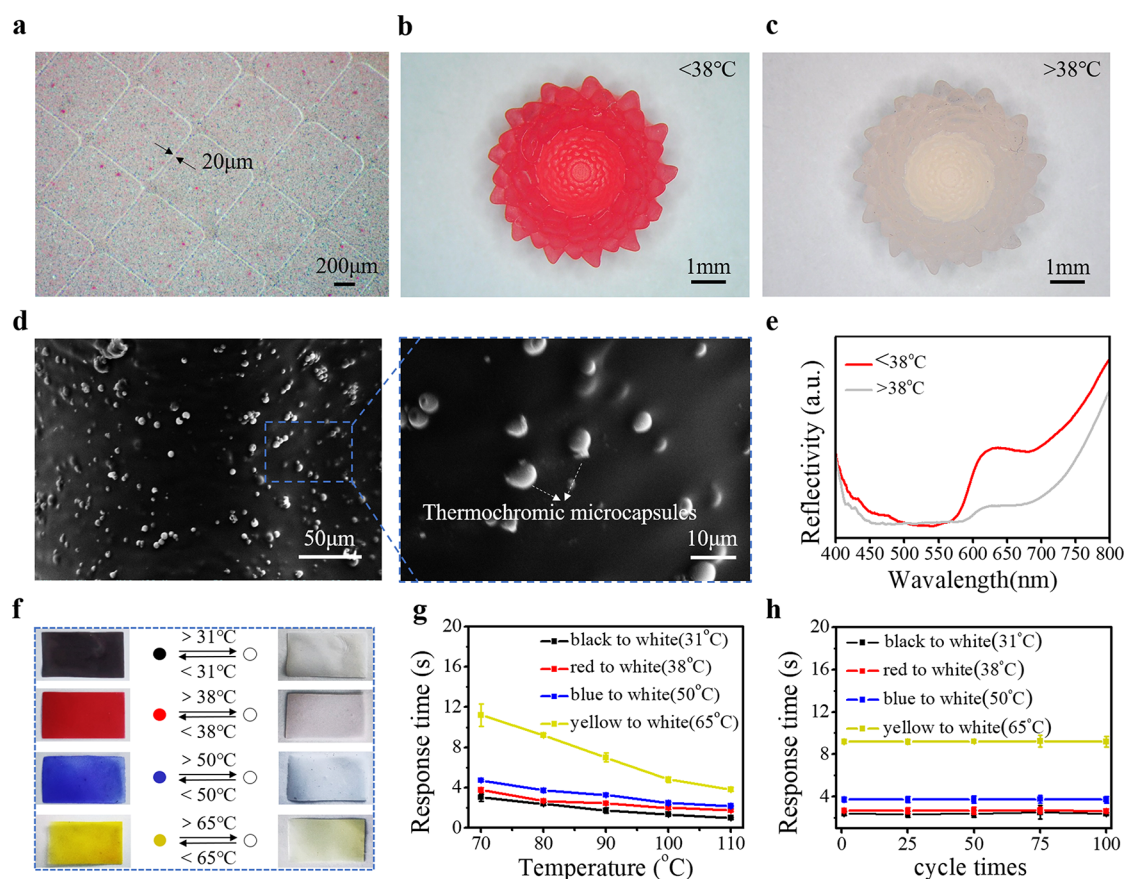 a
20μm
200μm
b
<38℃
1mm
c
>38℃
1mm
d
50μm
Thermochromic microcapsules
10μm
e
<38°C
>38°C
Reflectivity (a.u.)
400 450 500 550 600 650 700 750 800
Wavalength(nm)
f
> 31℃
< 31℃
> 38℃
< 38℃
> 50℃
< 50℃
> 65℃
< 65℃
g
Response time (s)
20
16
12
8
4
0
black to white(31°C)
red to white(38°C)
blue to white(50°C)
yellow to white(65°C)
70 80 90 100 110
Temperature (°C)
h
Response time (s)
20
16
12
8
4
black to white(31°C)
red to white(38°C)
blue to white(50°C)
yellow to white(65°C)
0 25 50 75 100
cycle times